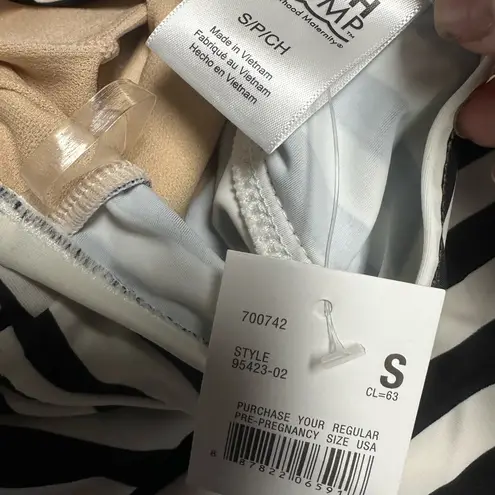 S/P/CH
Made in Vietnam
Fabriqué au Vietnam
Hecho en Vietnam
700742
STYLE
95423-02
S
CL=63
PURCHASE YOUR REGULAR
PRE-PREGNANCY SIZE USA